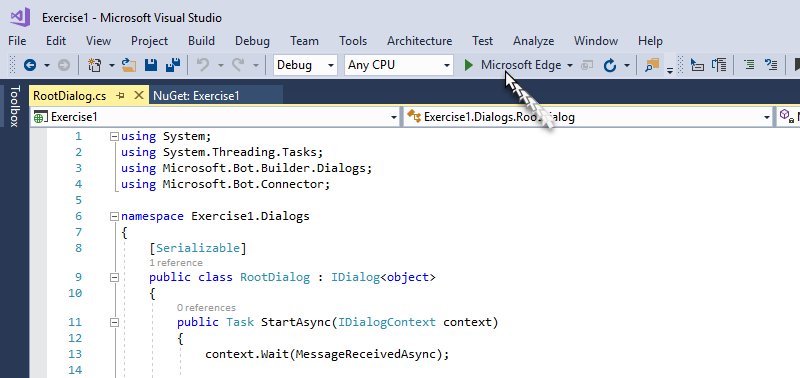 Exercise1 - Microsoft Visual Studio
File Edit View Project Build Debug Team Tools Architecture Test Analyze Window Help
Debug Any CPU Microsoft Edge
Toolbox
RootDialog.cs NuGet: Exercise1
Exercise1 Exercise1.Dialogs.RootDialog
1 using System;
2 using System.Threading.Tasks;
3 using Microsoft.Bot.Builder.Dialogs;
4 using Microsoft.Bot.Connector;
5
6 namespace Exercise1.Dialogs
7 {
8 [Serializable]
1 reference
9 public class RootDialog : IDialog<object>
10 {
0 references
11 public Task StartAsync(IDialogContext context)
12 {
13 context.Wait(MessageReceivedAsync);
14